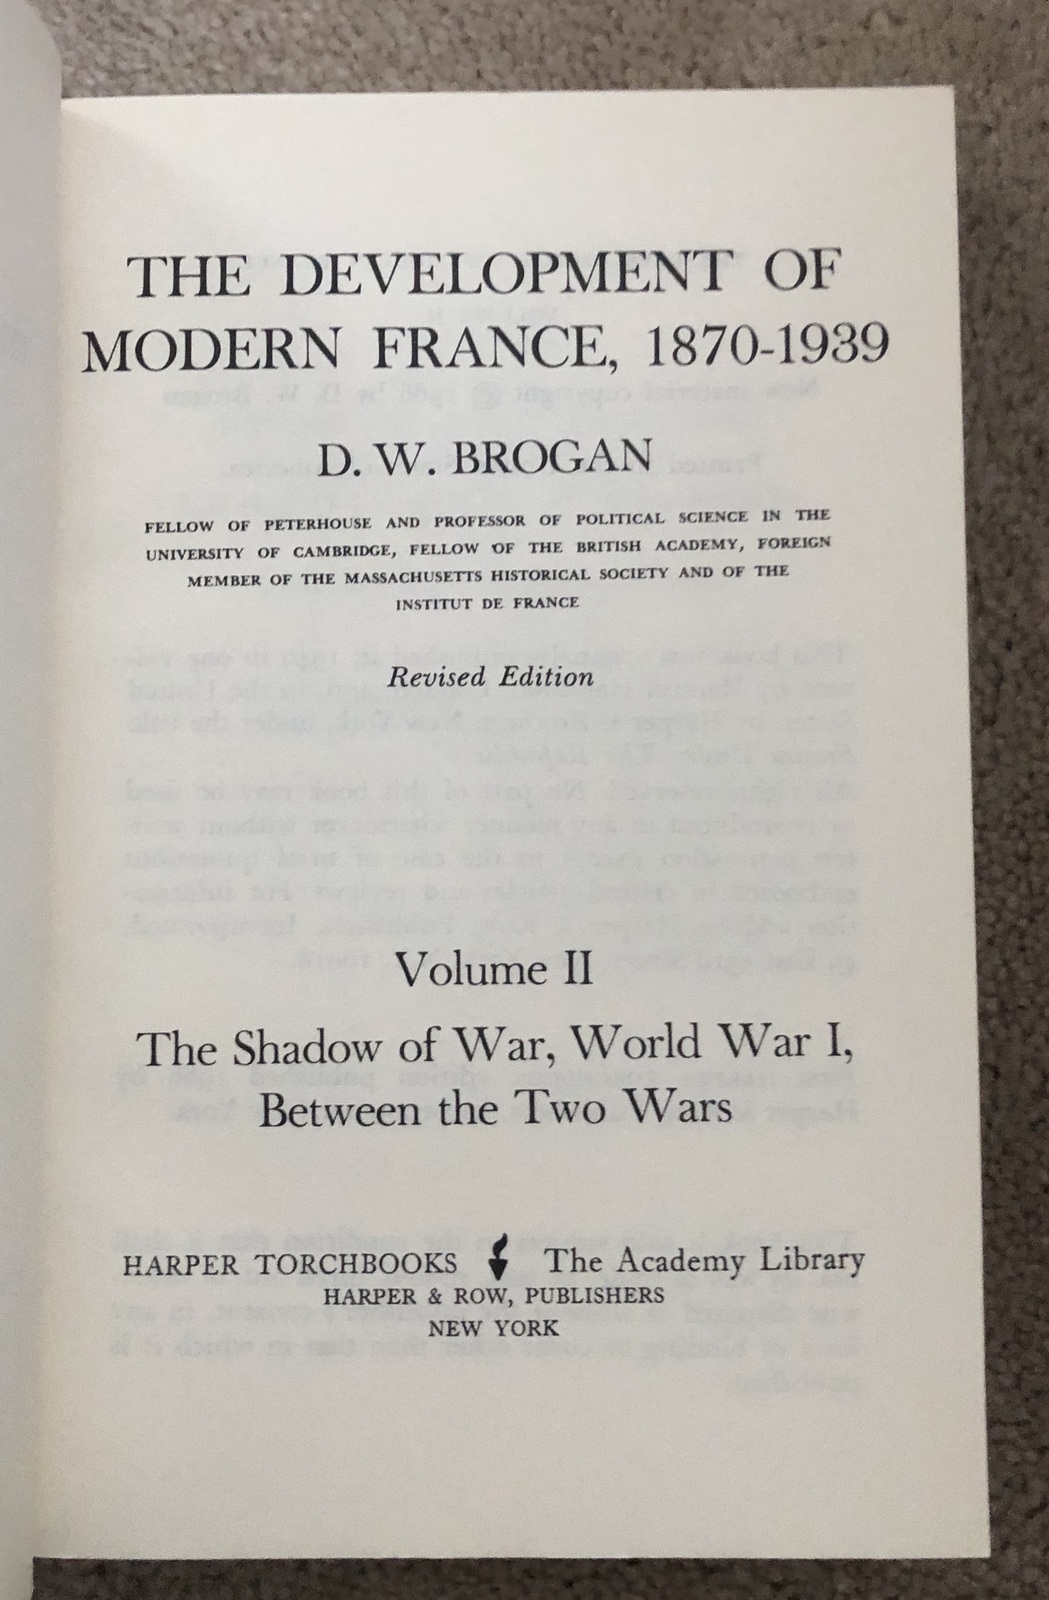 THE DEVELOPMENT OF
MODERN FRANCE, 1870-1939
D. W. BROGAN
FELLOW OF PETERHOUSE AND PROFESSOR OF POLITICAL SCIENCE IN THE
UNIVERSITY OF CAMBRIDGE, FELLOW OF THE BRITISH ACADEMY, FOREIGN
MEMBER OF THE MASSACHUSETTS HISTORICAL SOCIETY AND OF THE
INSTITUT DE FRANCE
Revised Edition
Volume II
The Shadow of War, World War I,
Between the Two Wars
HARPER TORCHBOOKS The Academy Library
HARPER & ROW, PUBLISHERS
NEW YORK